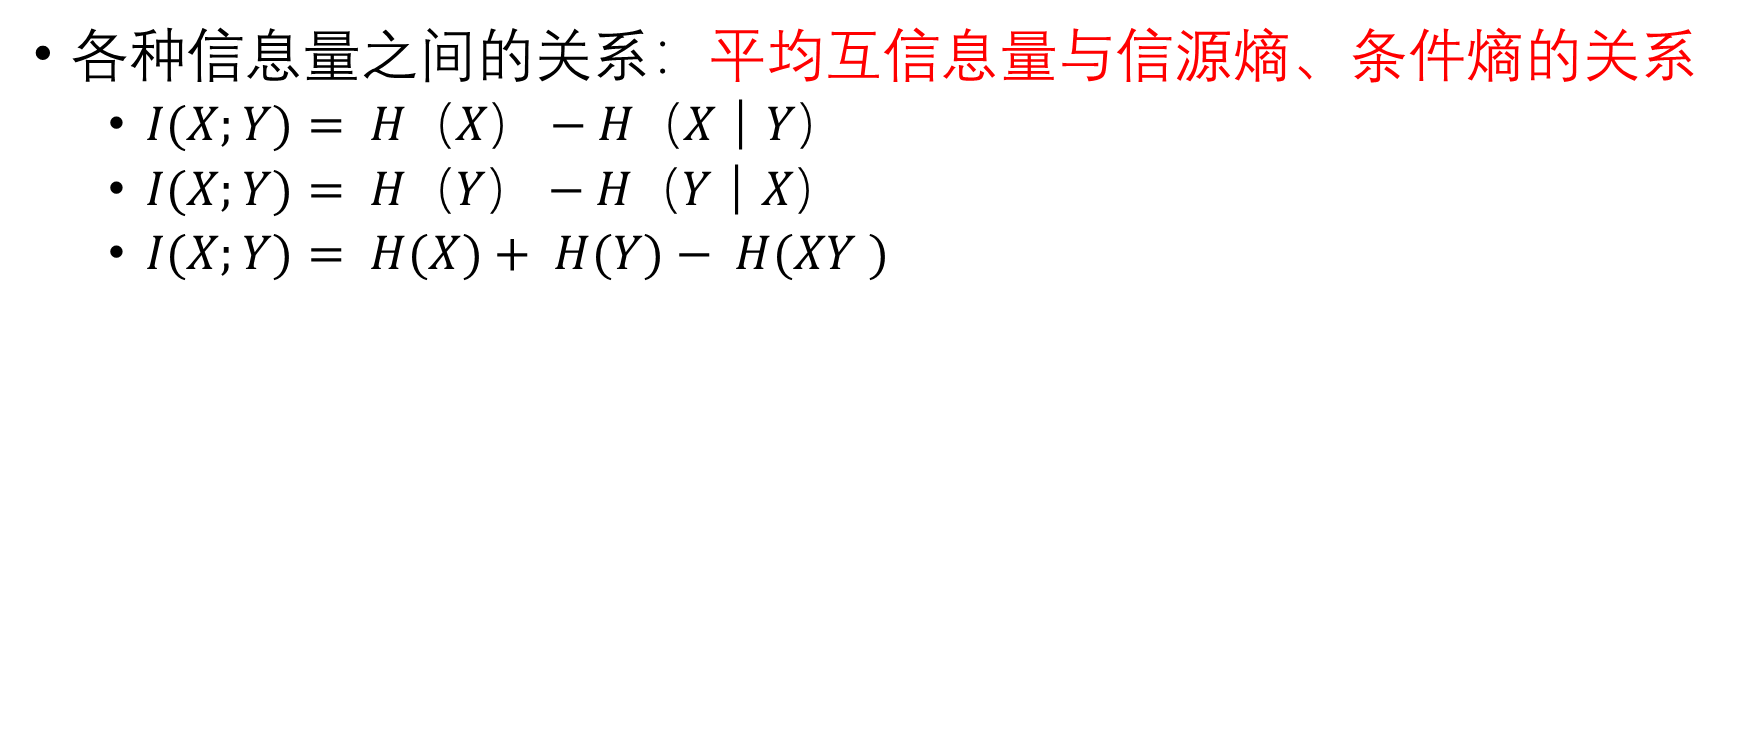 • 各种信息量之间的关系：平均互信息量与信源熵、条件熵的关系
• I(X;Y) = H（X）−H（X｜Y）
• I(X;Y) = H（Y）−H（Y｜X）
• I(X;Y) = H(X) + H(Y) − H(XY )